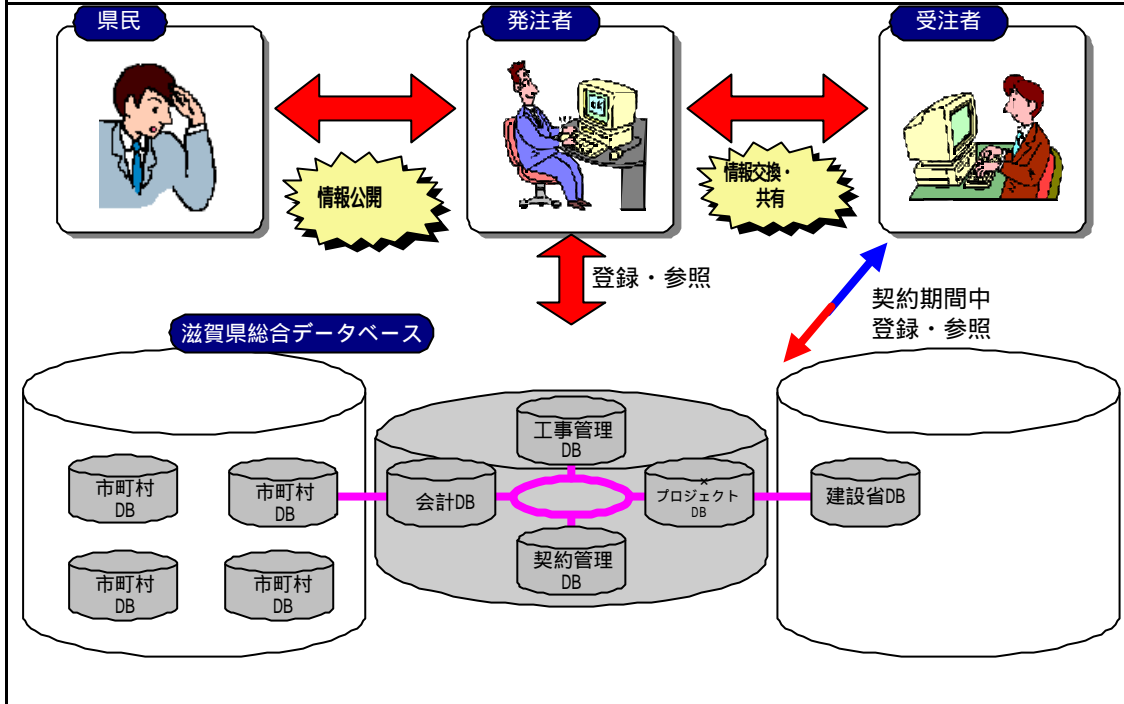 県民
発注者
受注者
情報公開
情報交換・
共有
登録・参照
契約期間中
登録・参照
滋賀県総合データベース
工事管理
DB
市町村
DB
市町村
DB
会計DB
×
プロジェクト
DB
建設省DB
契約管理
DB
市町村
DB
市町村
DB